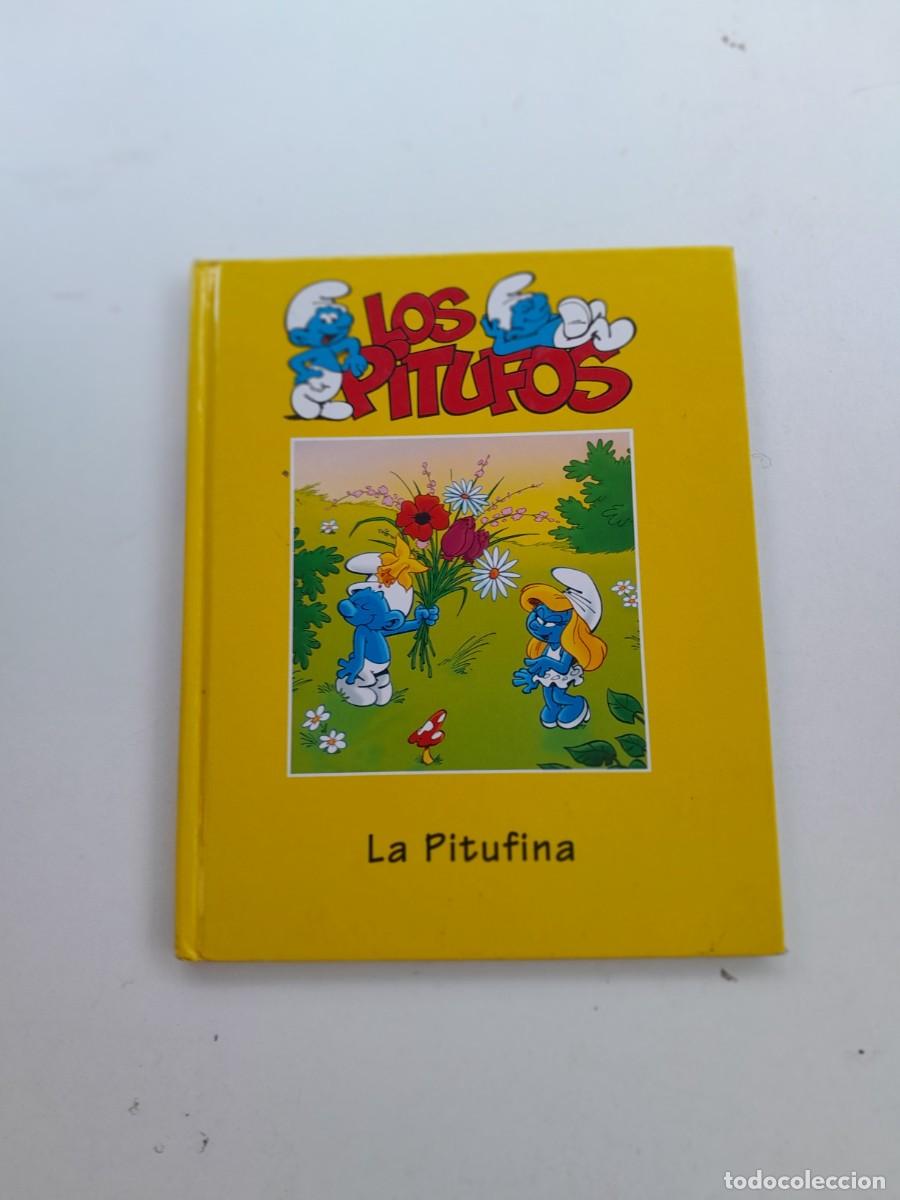 LOS
PITUFOS
La Pitufina
todocoleccion